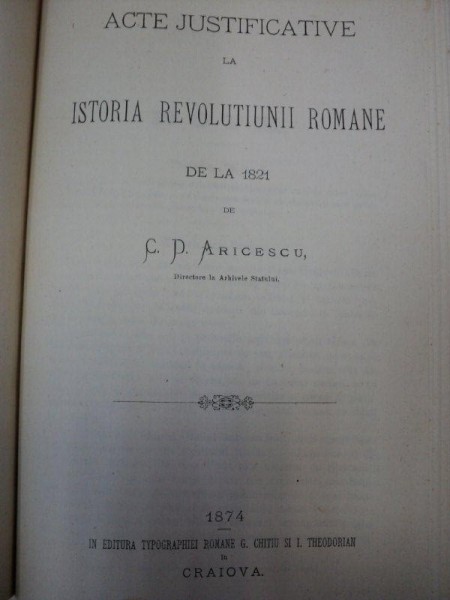 ACTE JUSTIFICATIVE
LA
ISTORIA REVOLUTIUNII ROMANE
DE LA 1821
DE
C. D. ARICESCU,
Directore la Arhivele Statului.
1874
IN EDITURA TYPOGRAPHIEI ROMANE G. CHITIU SI I. THEODORIAN
in
CRAIOVA.